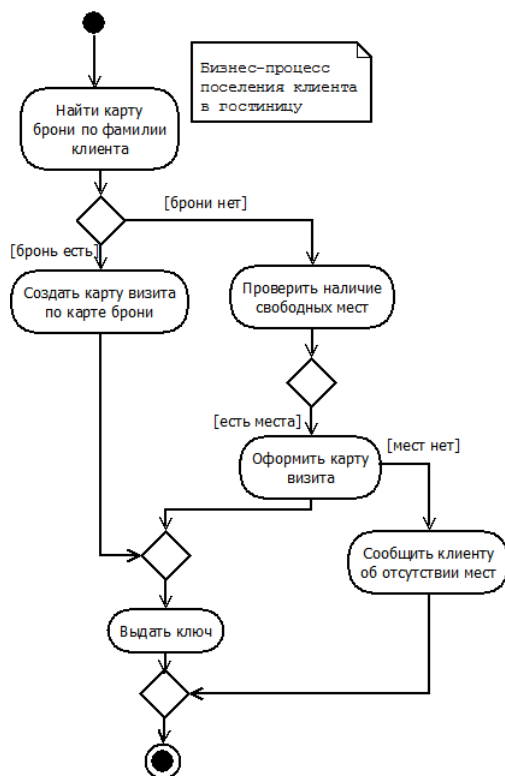 Бизнес-процесс
поселения клиента
в гостиницу
Найти карту
брони по фамилии
клиента
[брони нет]
[бронь есть]
Создать карту визита
по карте брони
Проверить наличие
свободных мест
[есть места]
[мест нет]
Оформить карту
визита
Сообщить клиенту
об отсутствии мест
Выдать ключ